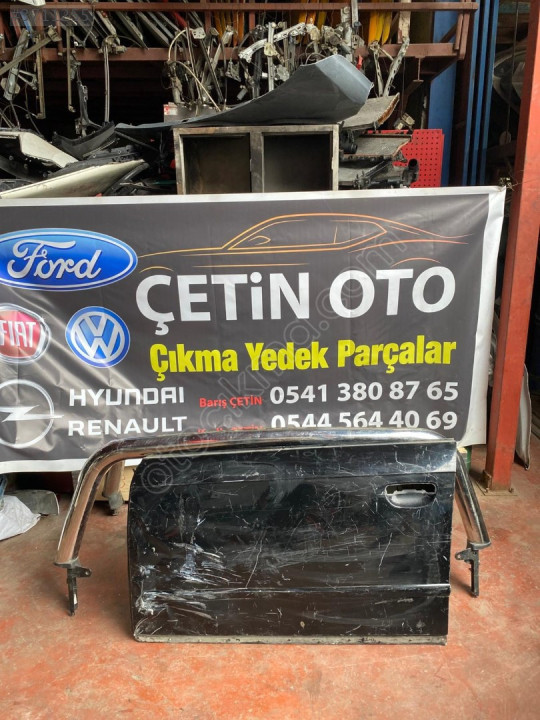 Ford
ÇETiN OTO
FIAT
Çıkma Yedek Parçalar
HYUNDAI
Barış ÇETİN 0541 380 87 65
RENAULT
0544 564 40 69